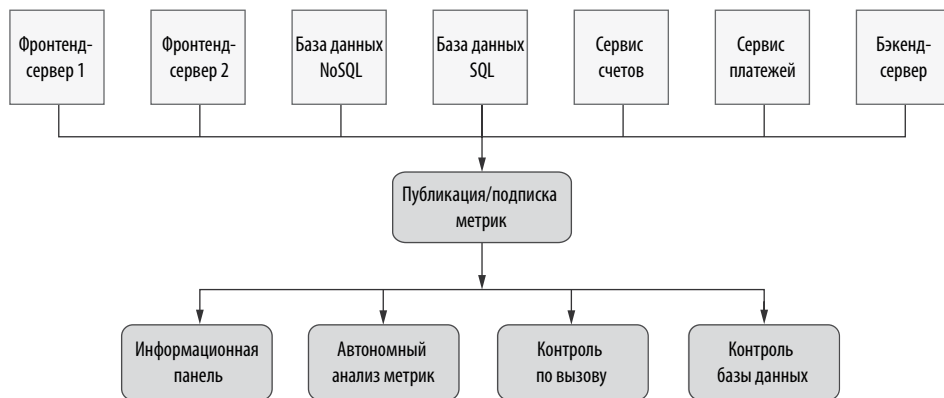 Фронтенд-
сервер 1
Фронтенд-
сервер 2
База данных
NoSQL
База данных
SQL
Сервис
счетов
Сервис
платежей
Бэкенд-
сервер
Публикация/подписка
метрик
Информационная
панель
Автономный
анализ метрик
Контроль
по вызову
Контроль
базы данных